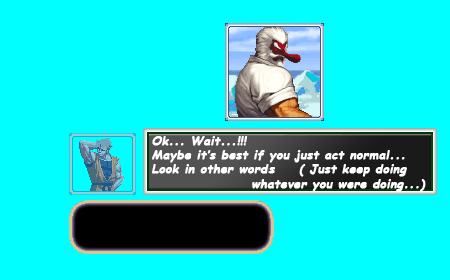 Ok... Wait...!!!
Maybe it's best if you just act normal...
Look in other words ( Just keep doing
whatever you were doing...)